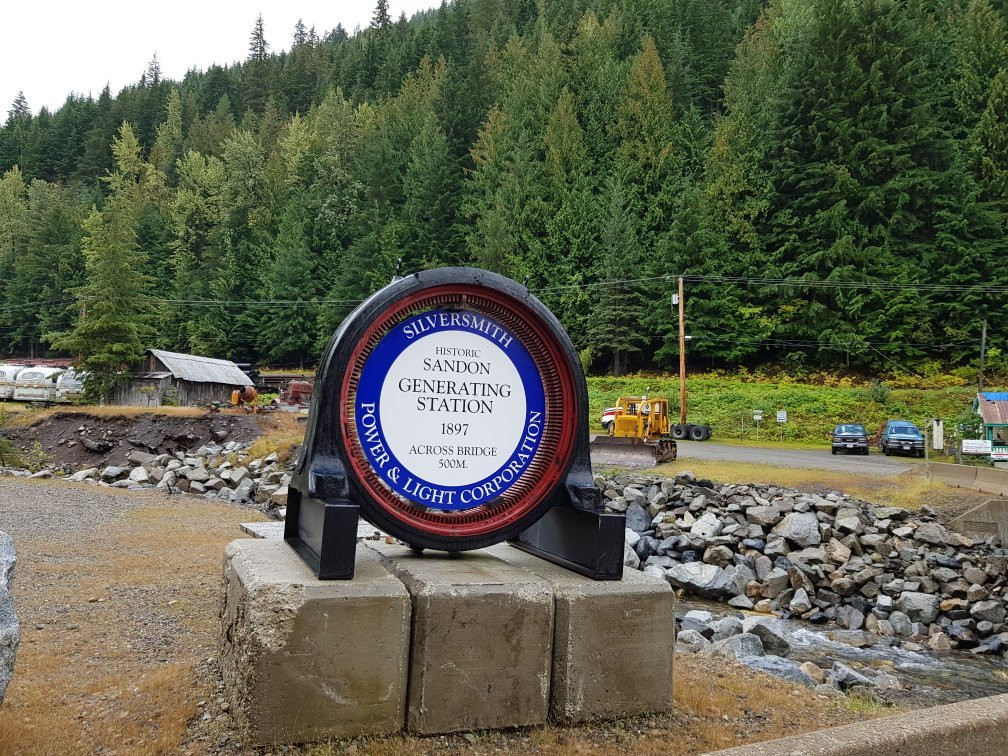 SILVERSMITH
HISTORIC
SANDON
GENERATING
STATION
1897
ACROSS BRIDGE
500M.
POWER & LIGHT CORPORATION